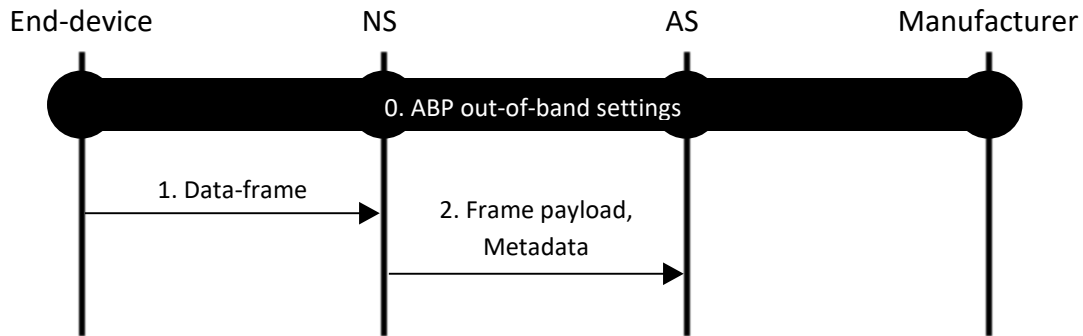 End-device NS AS Manufacturer
0. ABP out-of-band settings
1. Data-frame
2. Frame payload,
Metadata